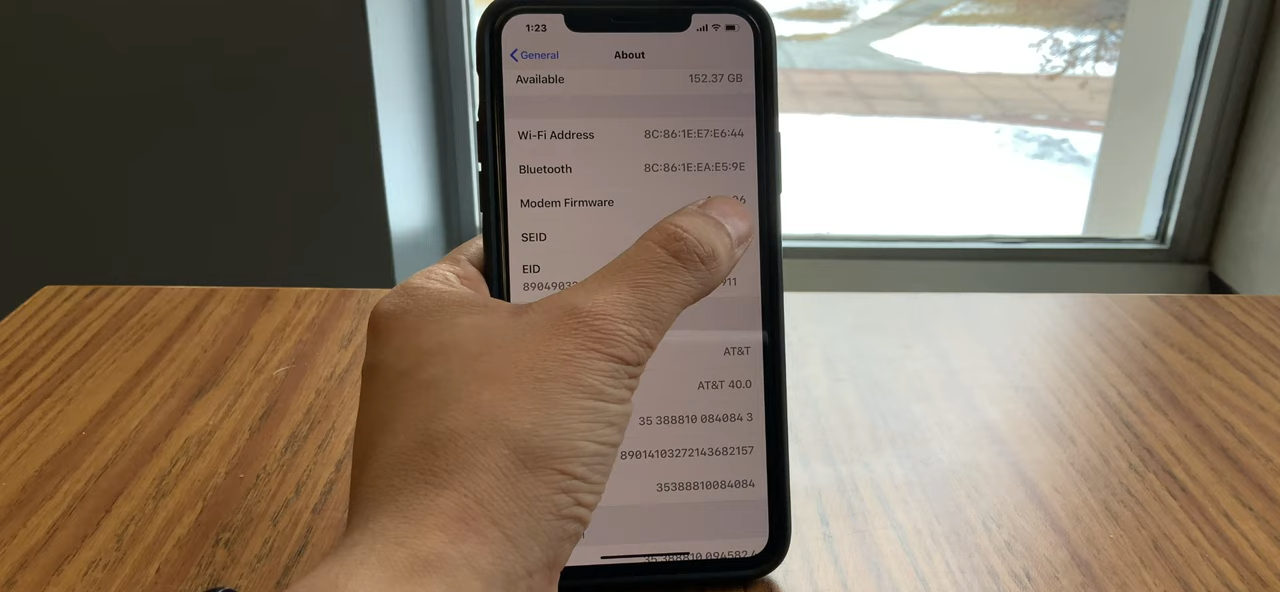 1:23
General
About
Available 152.37 GB
Wi-Fi Address 8C:86:1E:E7:E6:44
Bluetooth 8C:86:1E:EA:E5:9E
Modem Firmware
SEID
EID
AT&T
AT&T 40.0
35 388810 084084 3
89014103272143682157
35388810084084